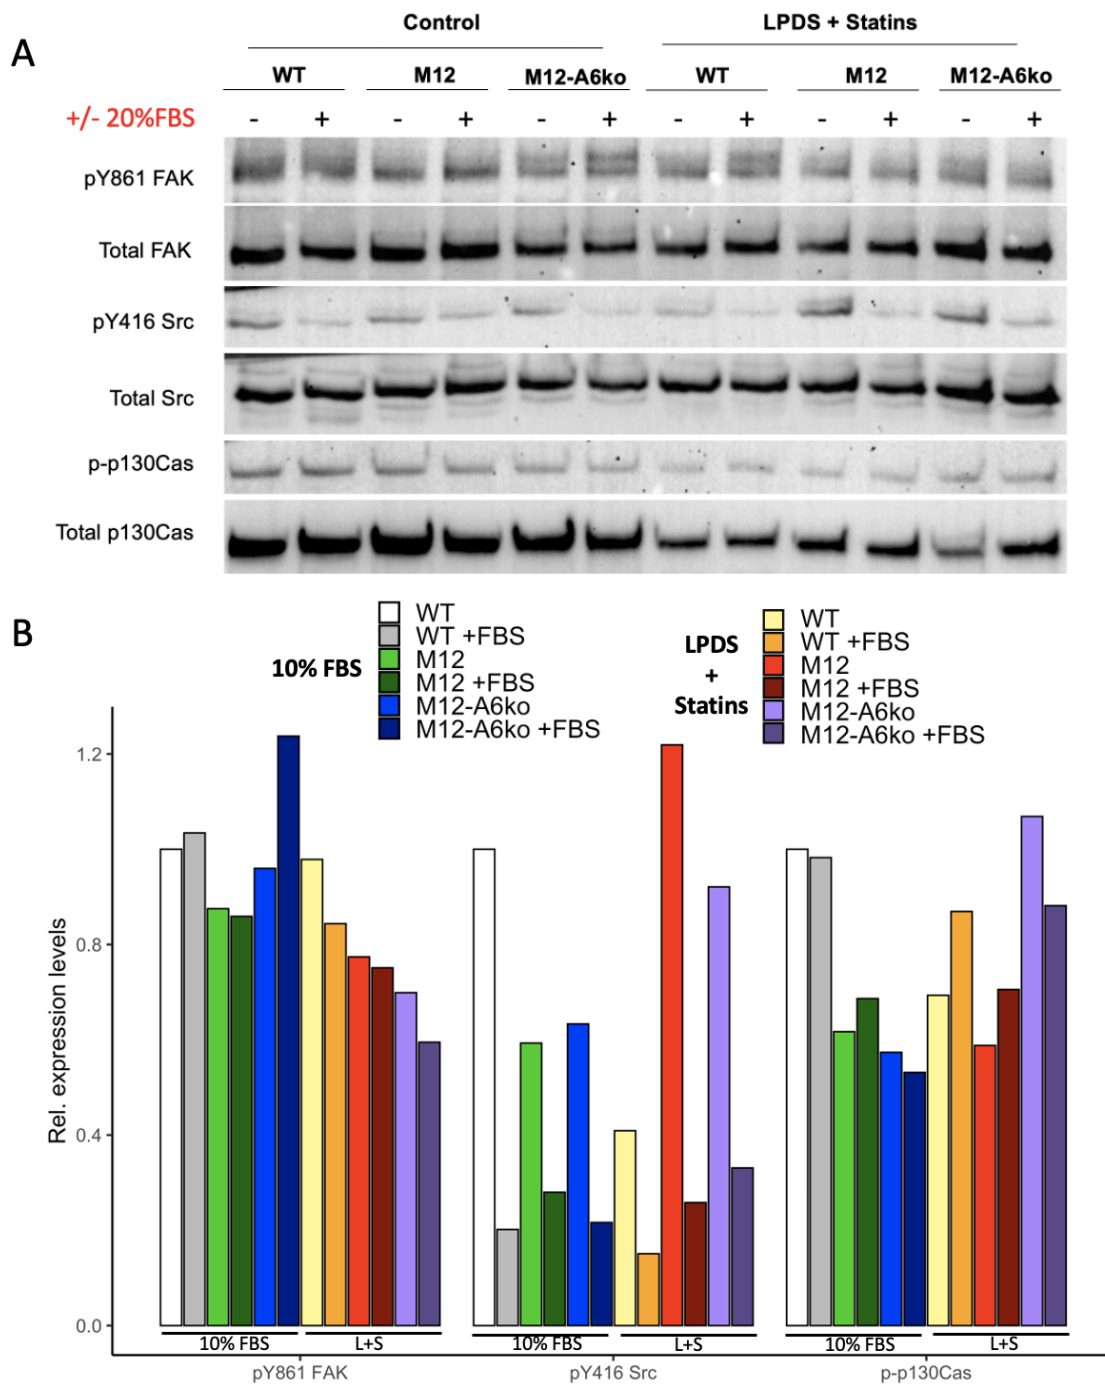 A
Control
LPDS + Statins
WT
M12
M12-A6ko
WT
M12
M12-A6ko
+/- 20%FBS
- + - + - + - + - + - +
pY861 FAK
Total FAK
pY416 Src
Total Src
p-p130Cas
Total p130Cas
B
10% FBS
WT
WT +FBS
M12
M12 +FBS
M12-A6ko
M12-A6ko +FBS
LPDS
+
Statins
WT
WT +FBS
M12
M12 +FBS
M12-A6ko
M12-A6ko +FBS
Rel. expression levels
1.2
0.8
0.4
0.0
10% FBS
L+S
10% FBS
L+S
10% FBS
L+S
pY861 FAK
pY416 Src
p-p130Cas